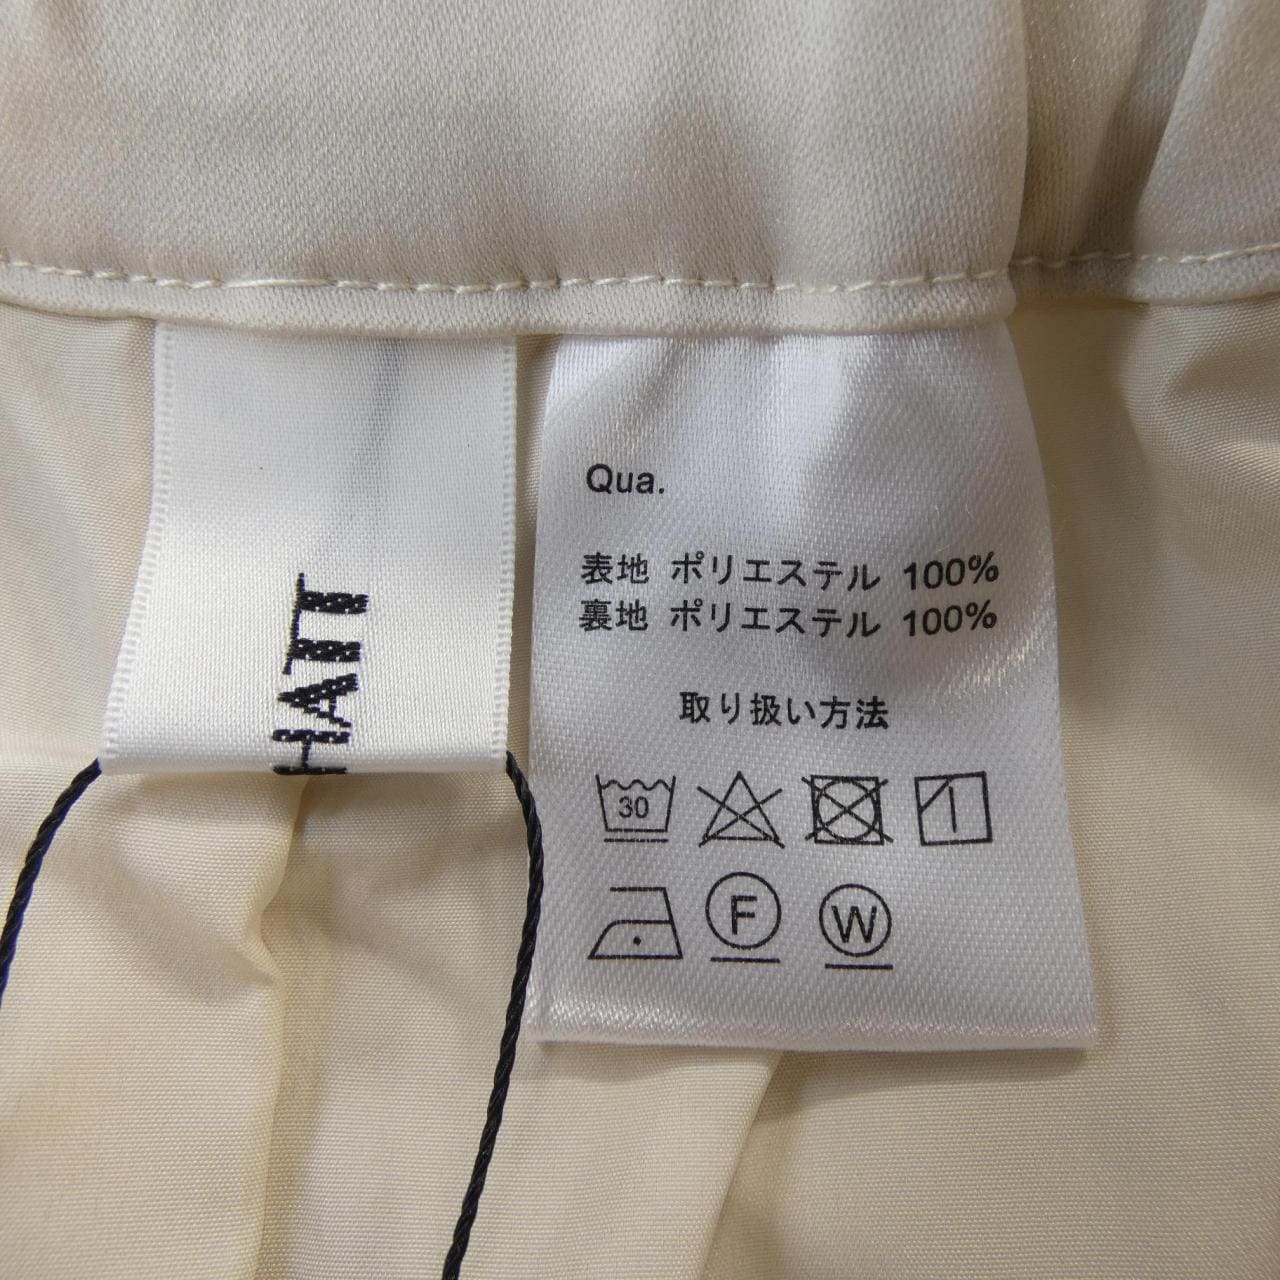 HAIT
Qua.
表地 ポリエステル 100%
裏地 ポリエステル 100%
取り扱い方法
30
F
W